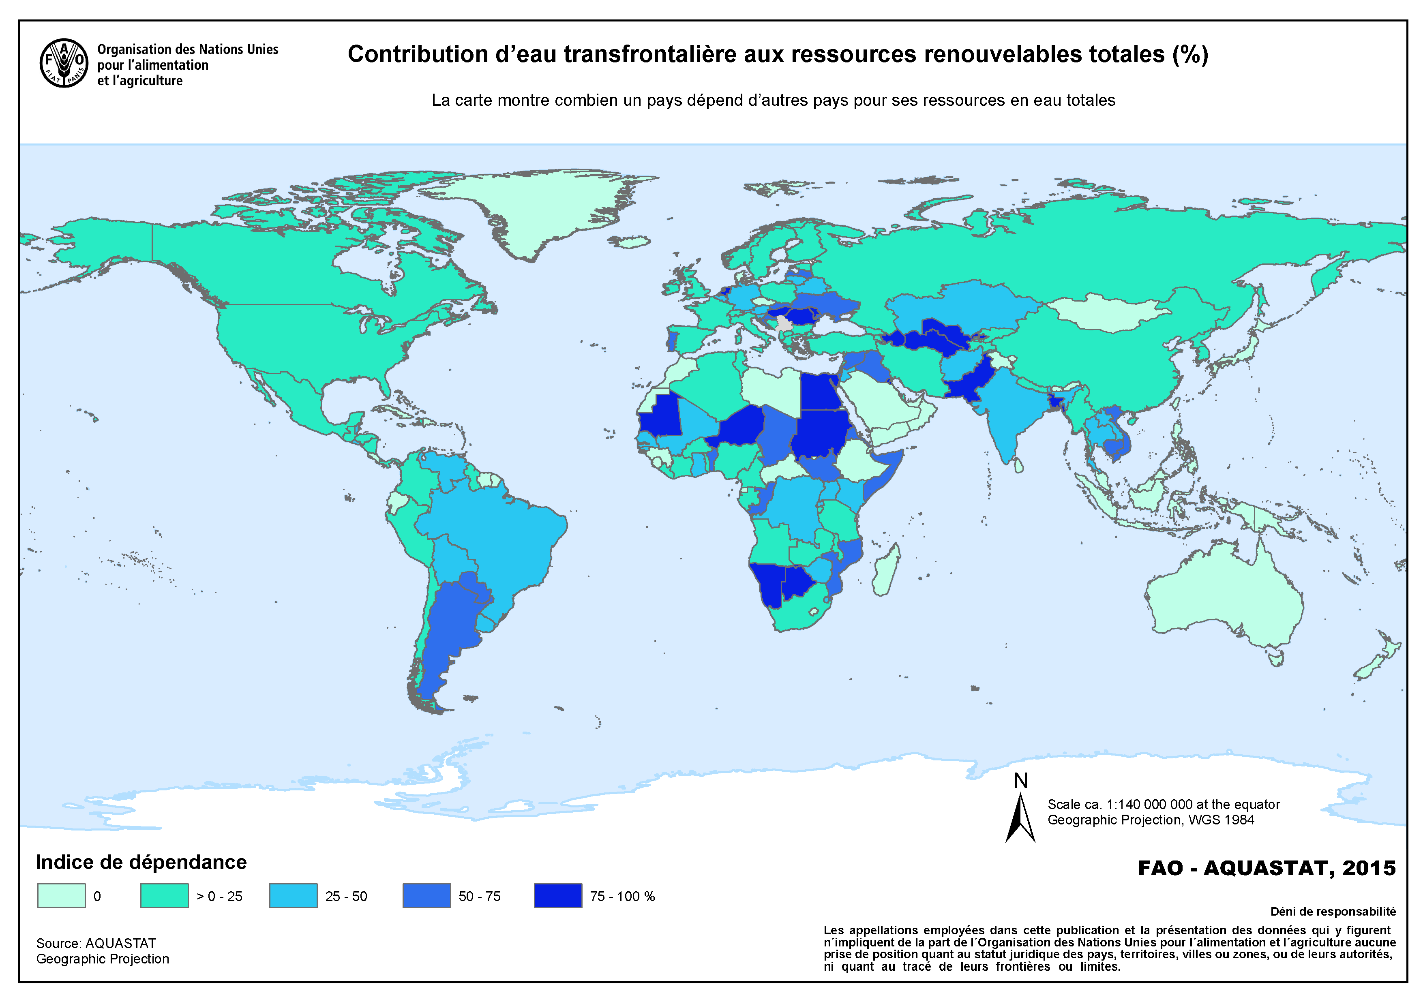 Organisation des Nations Unies
pour l'alimentation
et l'agriculture
Contribution d'eau transfrontalière aux ressources renouvelables totales (%)
La carte montre combien un pays dépend d'autres pays pour ses ressources en eau totales
F A O
FIAT PANIS
N
Scale ca. 1:140 000 000 at the equator
Geographic Projection, WGS 1984
Indice de dépendance
0
> 0 - 25
25 - 50
50 - 75
75 - 100 %
FAO - AQUASTAT, 2015
Source: AQUASTAT
Geographic Projection
Déni de responsabilité
Les appellations employées dans cette publication et la présentation des données qui y figurent
n´impliquent de la part de l´Organisation des Nations Unies pour l´alimentation et l´agriculture aucune
prise de position quant au statut juridique des pays, territoires, villes ou zones, ou de leurs autorités,
ni quant au tracé de leurs frontières ou limites.